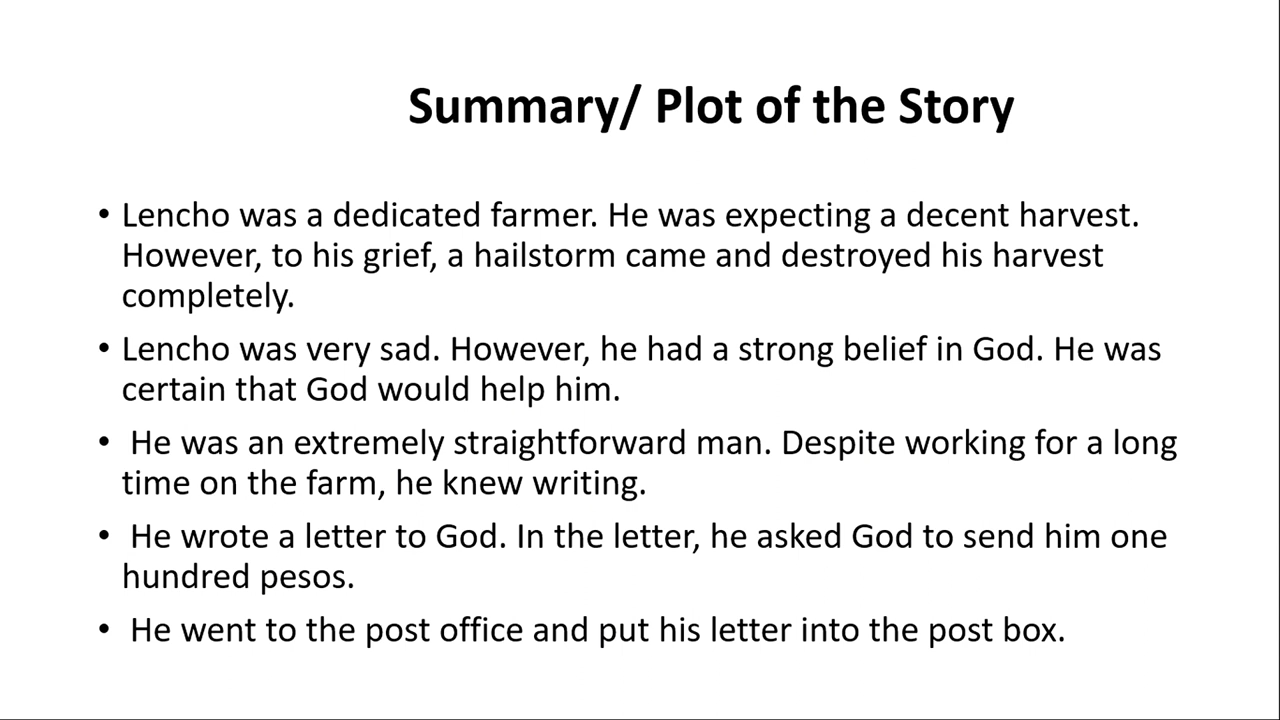 Summary/ Plot of the Story
• Lencho was a dedicated farmer. He was expecting a decent harvest.
However, to his grief, a hailstorm came and destroyed his harvest
completely.
• Lencho was very sad. However, he had a strong belief in God. He was
certain that God would help him.
• He was an extremely straightforward man. Despite working for a long
time on the farm, he knew writing.
• He wrote a letter to God. In the letter, he asked God to send him one
hundred pesos.
• He went to the post office and put his letter into the post box.